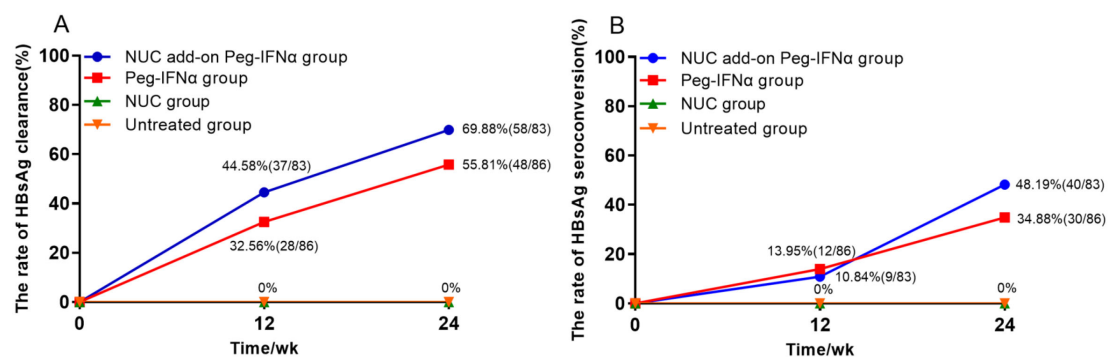 A
The rate of HBsAg clearance(%)
100
80
60
40
20
0
NUC add-on Peg-IFNα group
Peg-IFNα group
NUC group
Untreated group
69.88%(58/83)
44.58%(37/83)
55.81%(48/86)
32.56%(28/86)
0%
0%
0
12
24
Time/wk
B
The rate of HBsAg seroconversion(%)
100
80
60
40
20
0
NUC add-on Peg-IFNα group
Peg-IFNα group
NUC group
Untreated group
48.19%(40/83)
34.88%(30/86)
13.95%(12/86)
10.84%(9/83)
0%
0%
0
12
24
Time/wk